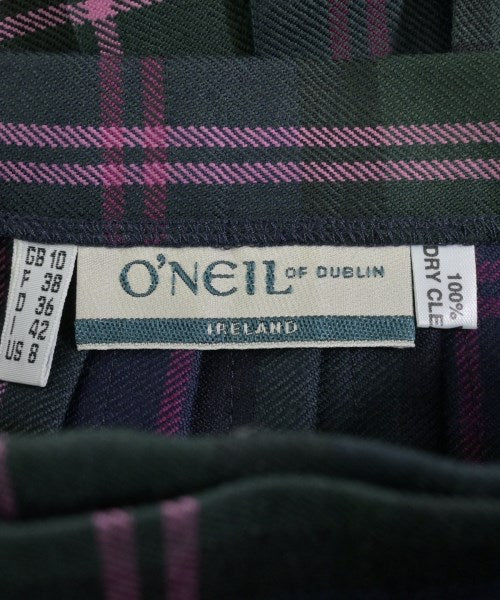 GB 10
F 38
D 36
I 42
US 8
O'NEIL OF DUBLIN
IRELAND
100%
DRY CLE